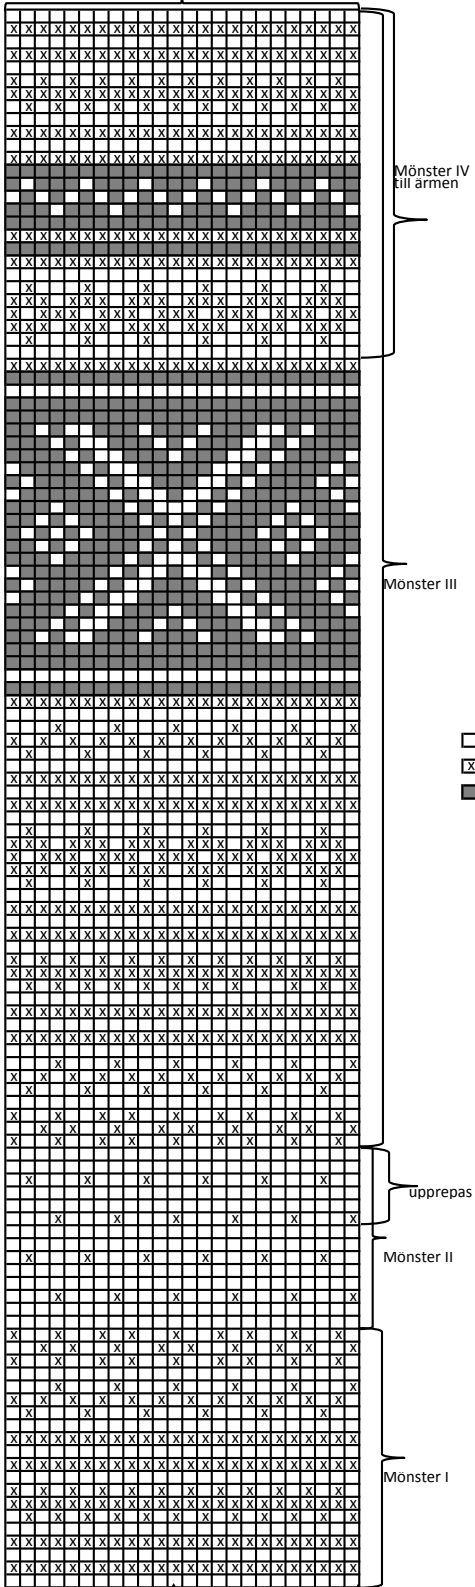 Mönster IV
till ärmen
Mönster III
x
upprepas
Mönster II
Mönster I